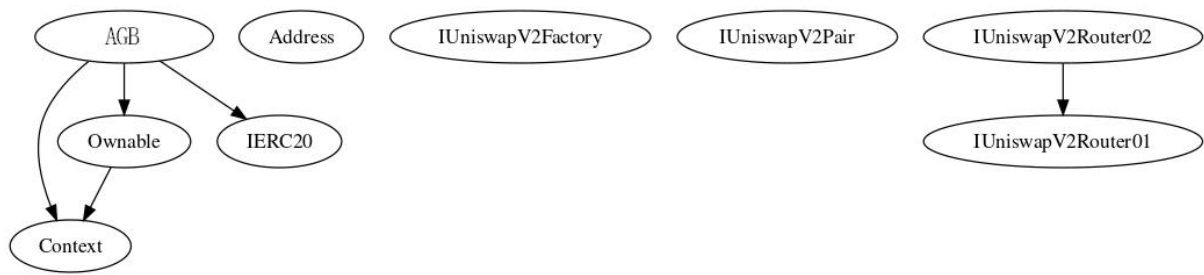 AGB
Address
IUniswapV2Factory
IUniswapV2Pair
IUniswapV2Router02
Ownable
IERC20
IUniswapV2Router01
Context